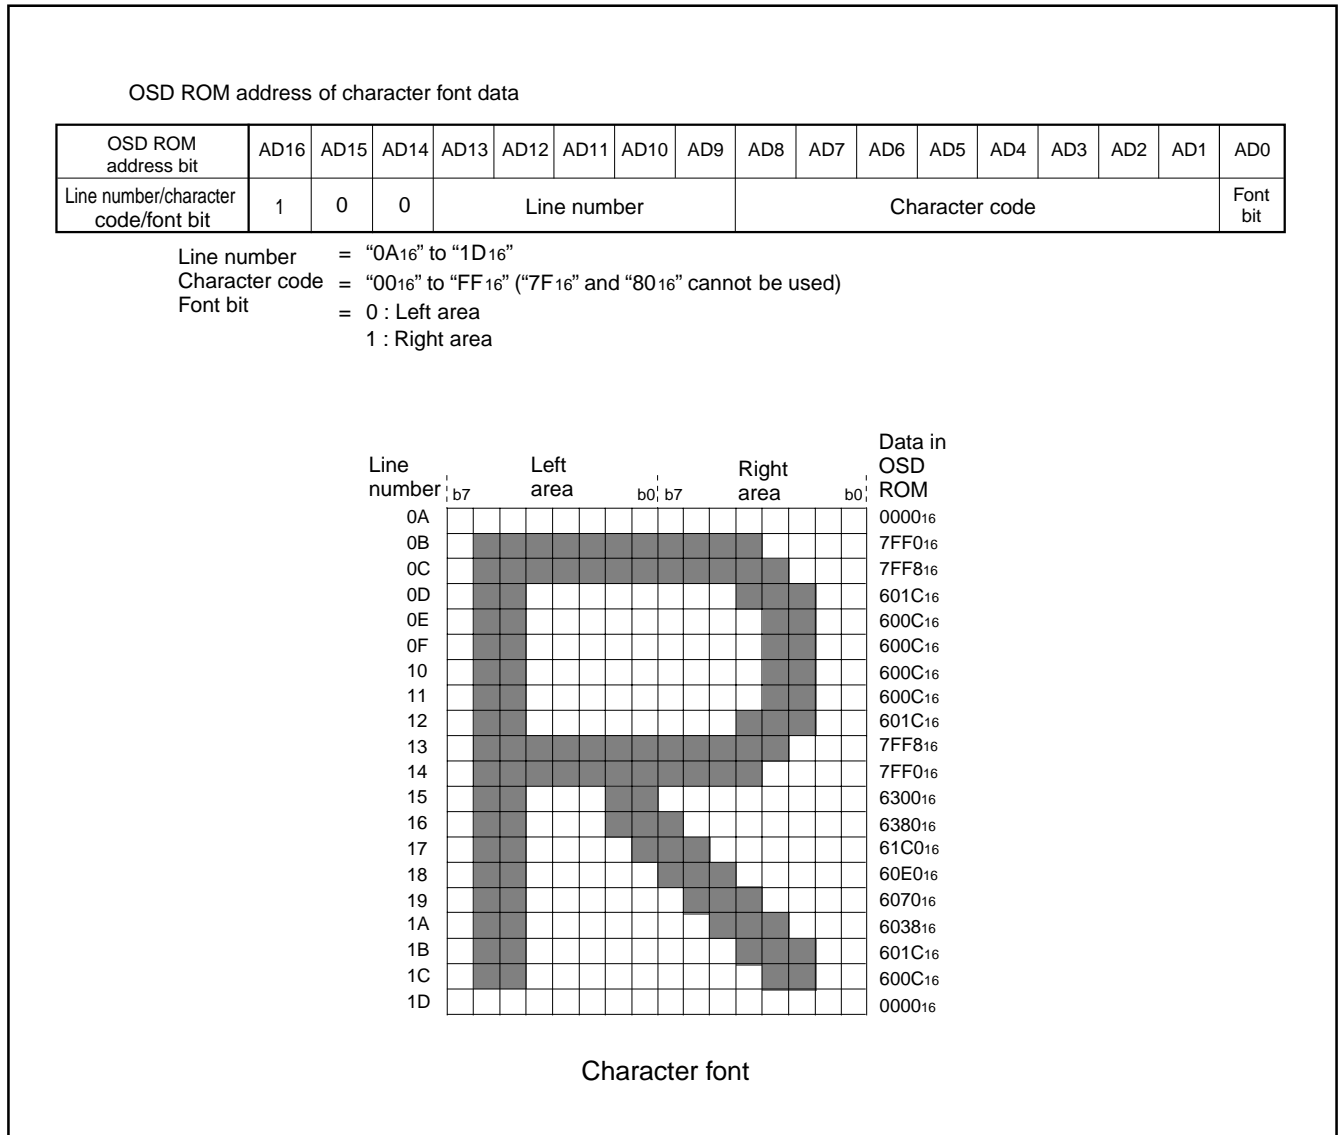 OSD ROM address of character font data
OSD ROM address bit AD16 AD15 AD14 AD13 AD12 AD11 AD10 AD9 AD8 AD7 AD6 AD5 AD4 AD3 AD2 AD1 AD0
Line number/character code/font bit 1 0 0 Line number Character code Font bit
Line number = “0A16” to “1D16”
Character code = “0016” to “FF16” (“7F16” and “8016” cannot be used)
Font bit = 0 : Left area
1 : Right area
Line number b7 Left area b0 b7 Right area b0 Data in OSD ROM
0A 000016
0B 7FF016
0C 7FF816
0D 601C16
0E 600C16
0F 600C16
10 600C16
11 600C16
12 601C16
13 7FF816
14 7FF016
15 630016
16 638016
17 61C016
18 60E016
19 607016
1A 603816
1B 601C16
1C 600C16
1D 000016
Character font